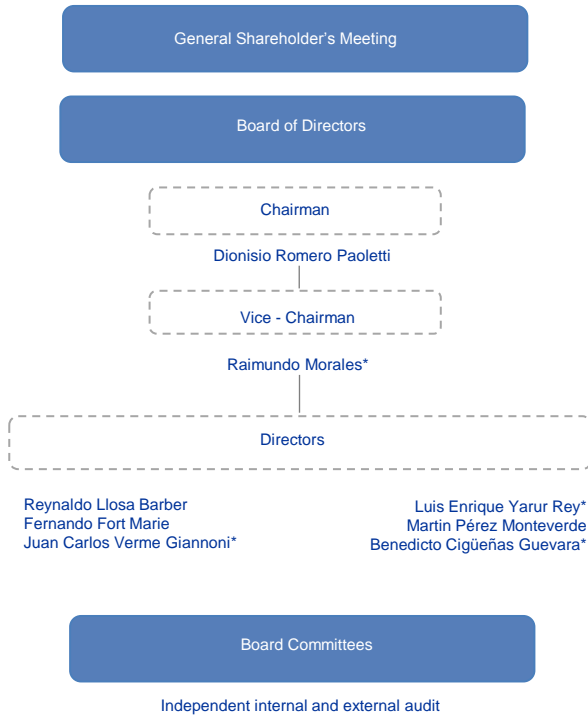 General Shareholder's Meeting
Board of Directors
Chairman
Dionisio Romero Paoletti
Vice - Chairman
Raimundo Morales*
Directors
Reynaldo Llosa Barber
Fernando Fort Marie
Juan Carlos Verme Giannoni*
Luis Enrique Yarur Rey*
Martin Pérez Monteverde
Benedicto Cigüeñas Guevara*
Board Committees
Independent internal and external audit